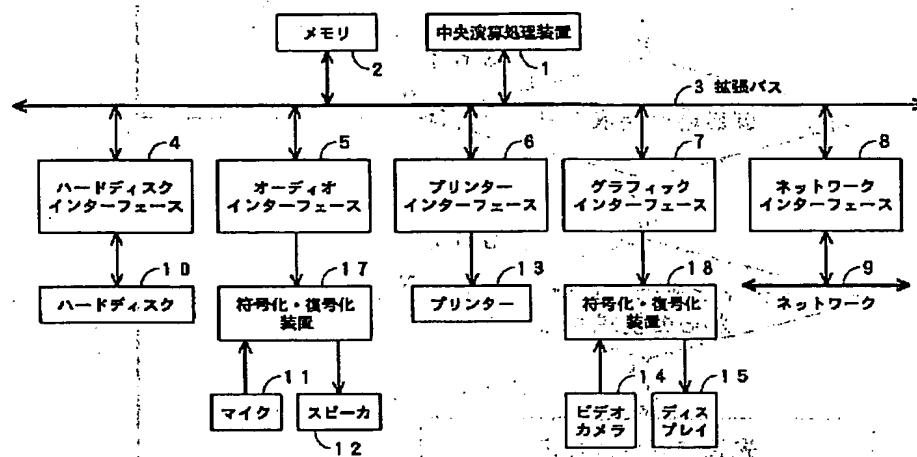 メモリ
中央演算処理装置
2
1
3 拡張バス
4
5
6
7
8
ハードディスク
インターフェース
オーディオ
インターフェース
プリンター
インターフェース
グラフィック
インターフェース
ネットワーク
インターフェース
10
17
13
18
9
ハードディスク
符号化・復号化
装置
プリンター
符号化・復号化
装置
ネットワーク
11
14
15
マイク
スピーカ
ビデオ
カメラ
ディス
プレイ
12